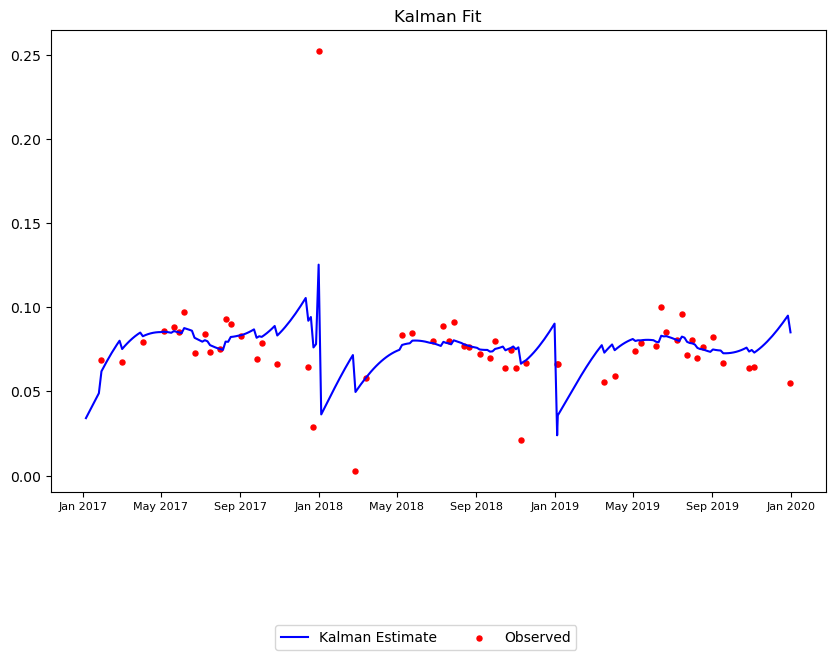 Kalman Fit
0.25
0.20
0.15
0.10
0.05
0.00
Jan 2017 May 2017 Sep 2017 Jan 2018 May 2018 Sep 2018 Jan 2019 May 2019 Sep 2019 Jan 2020
Kalman Estimate Observed